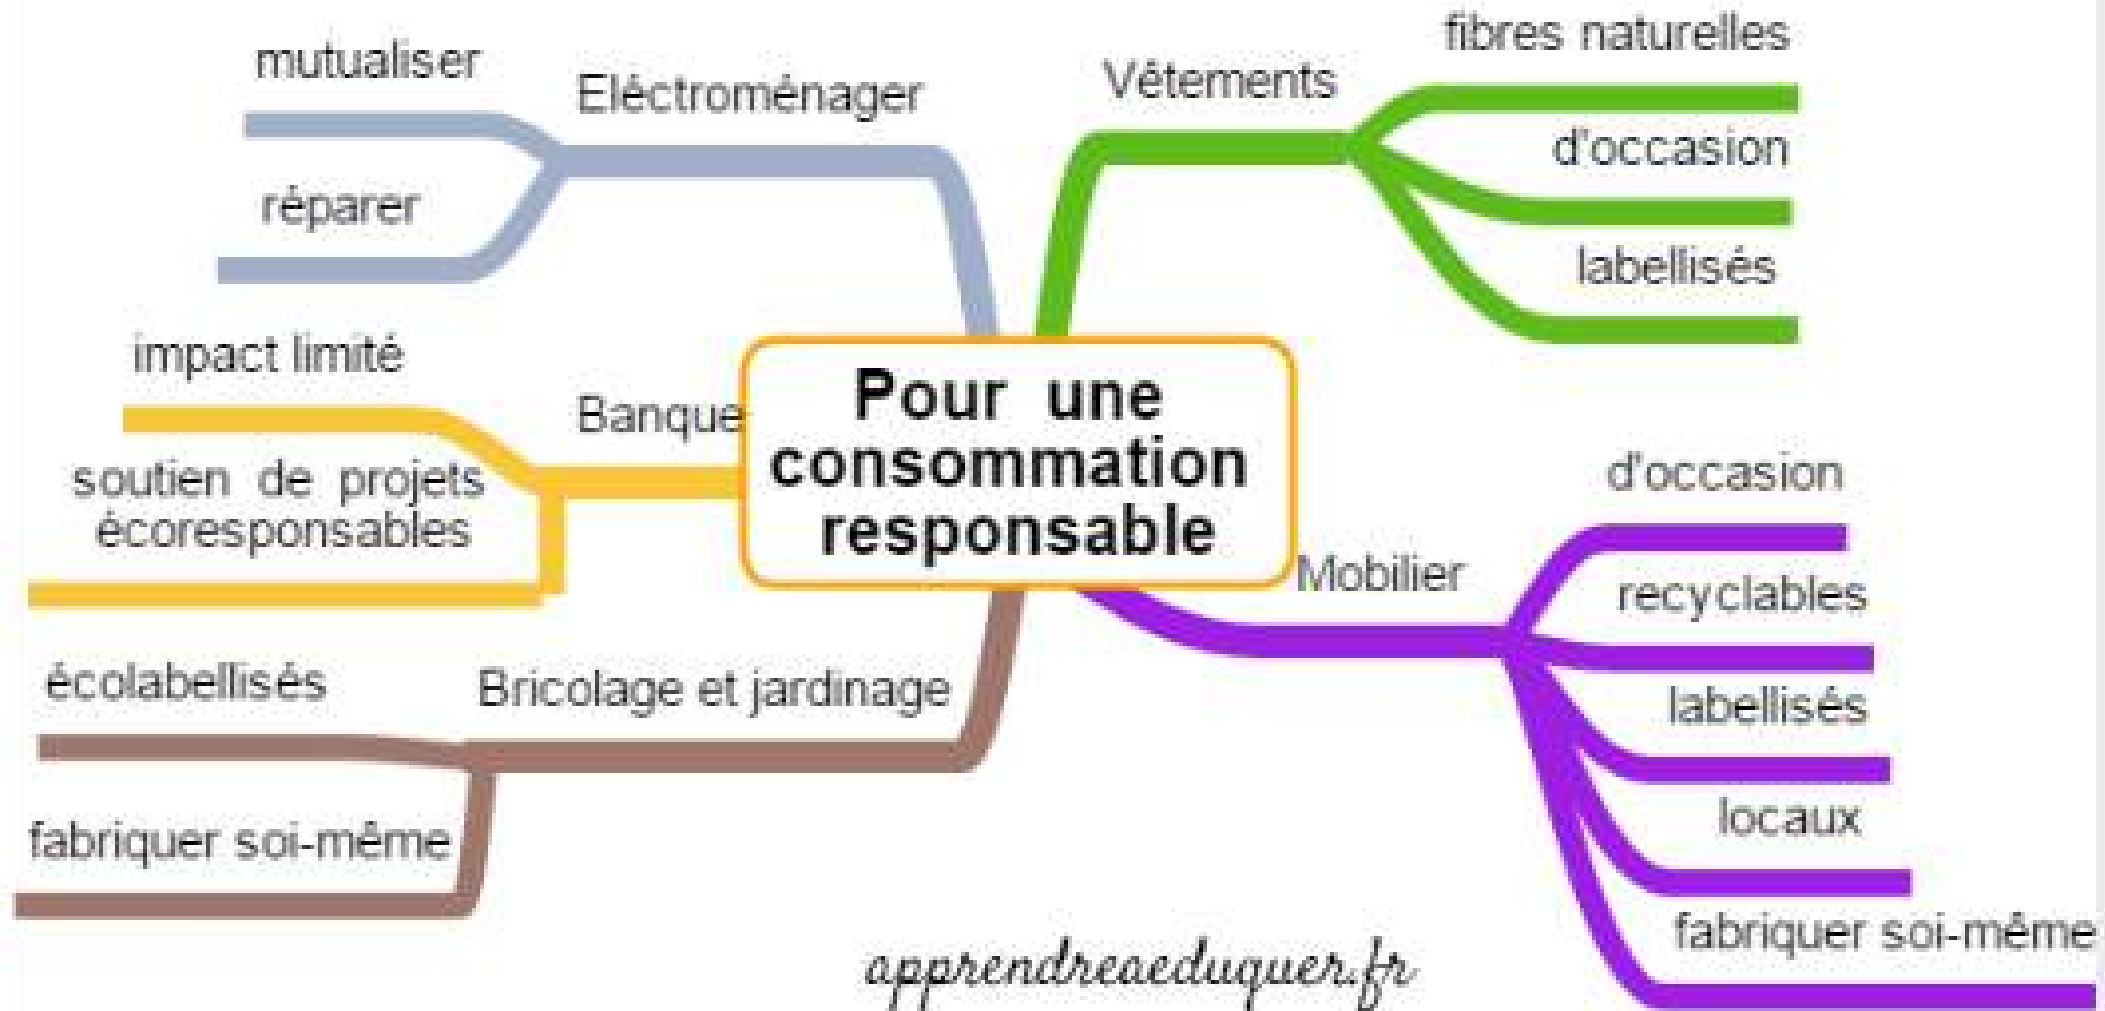 Pour une
consommation
responsable
Vêtements
fibres naturelles
d'occasion
labellisés
Mobilier
d'occasion
recyclables
labellisés
locaux
fabriquer soi-même
Bricolage et jardinage
écolabellisés
fabriquer soi-même
Banque
impact limité
soutien de projets
écoresponsables
Eléctroménager
mutualiser
réparer
apprendreaeduquer.fr